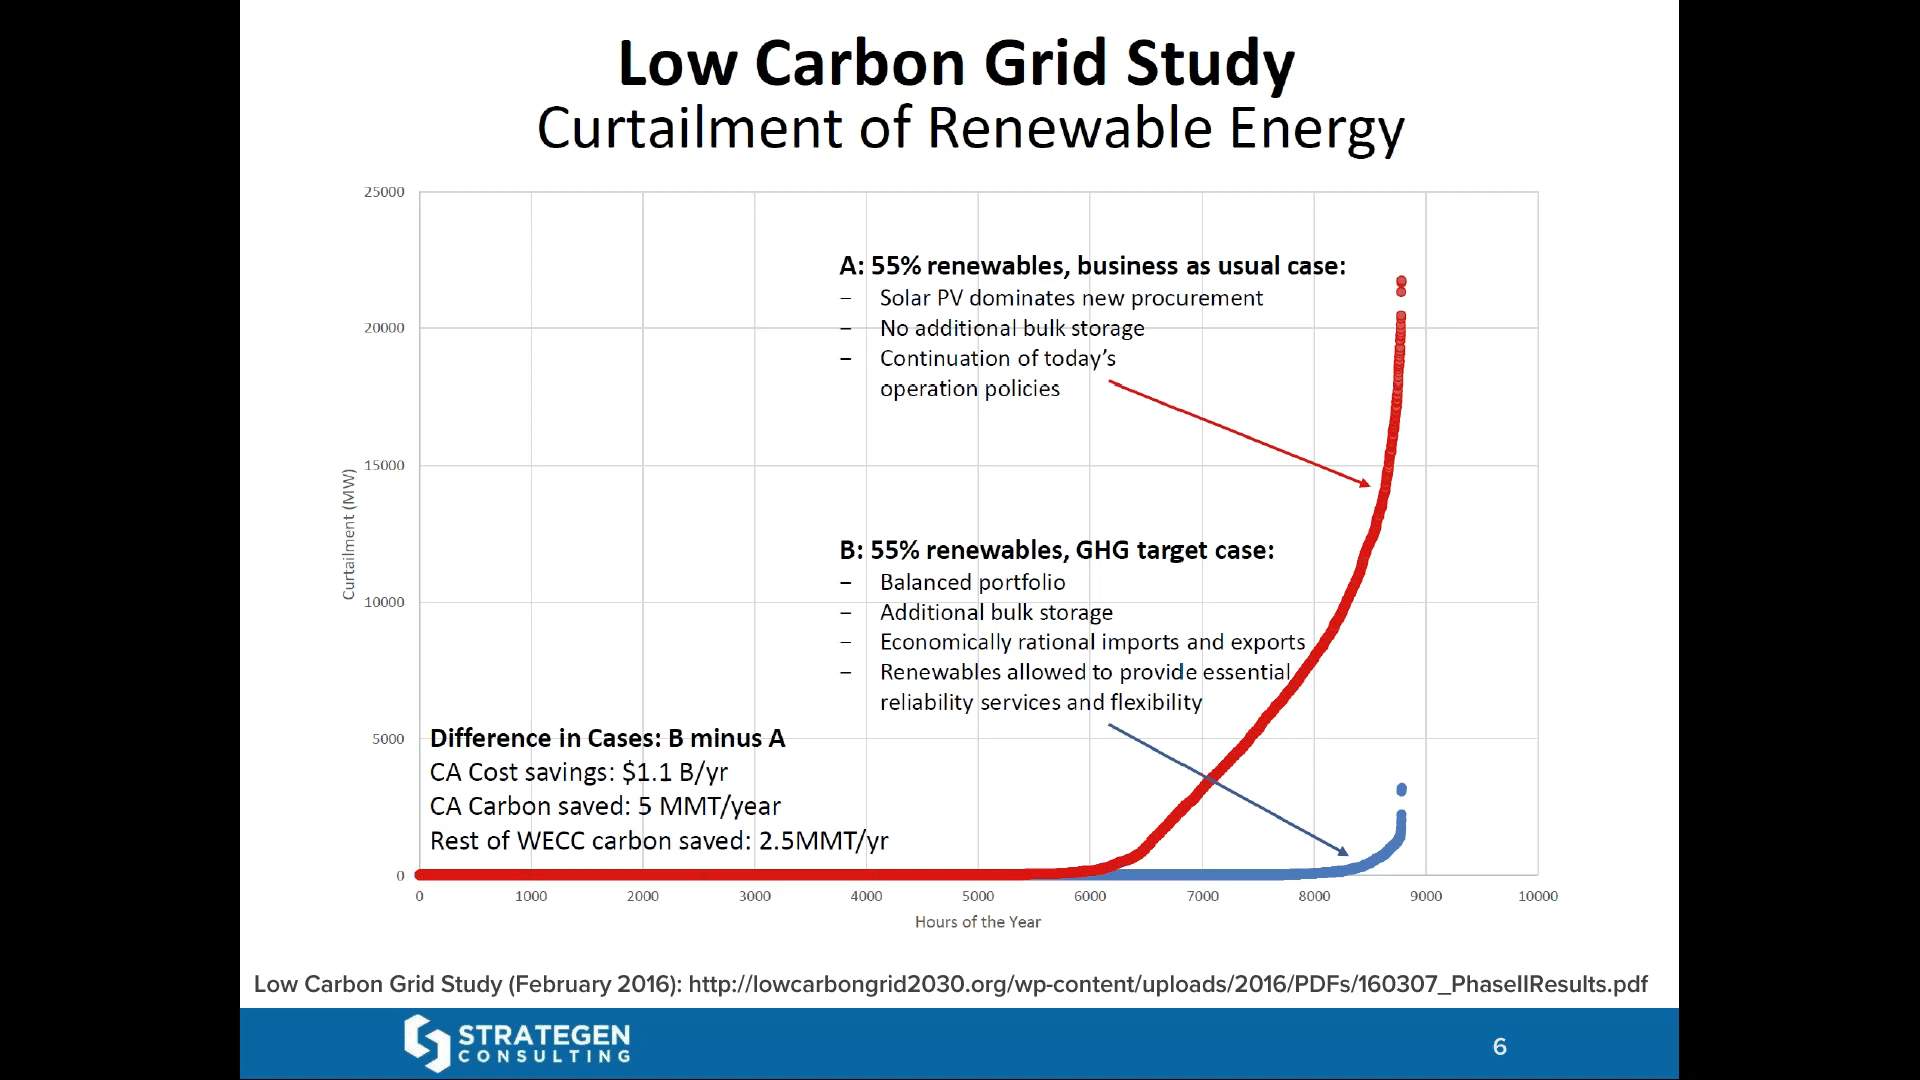 Low Carbon Grid Study
Curtailment of Renewable Energy
25000
20000
15000
10000
5000
0
Curtailment (MW)
A: 55% renewables, business as usual case:
– Solar PV dominates new procurement
– No additional bulk storage
– Continuation of today’s
operation policies
B: 55% renewables, GHG target case:
– Balanced portfolio
– Additional bulk storage
– Economically rational imports and exports
– Renewables allowed to provide essential
reliability services and flexibility
Difference in Cases: B minus A
CA Cost savings: $1.1 B/yr
CA Carbon saved: 5 MMT/year
Rest of WECC carbon saved: 2.5MMT/yr
0 1000 2000 3000 4000 5000 6000 7000 8000 9000 10000
Hours of the Year
Low Carbon Grid Study (February 2016): http://lowcarbongrid2030.org/wp-content/uploads/2016/PDFs/160307_PhaseIIResults.pdf
STRATEGEN
CONSULTING
6